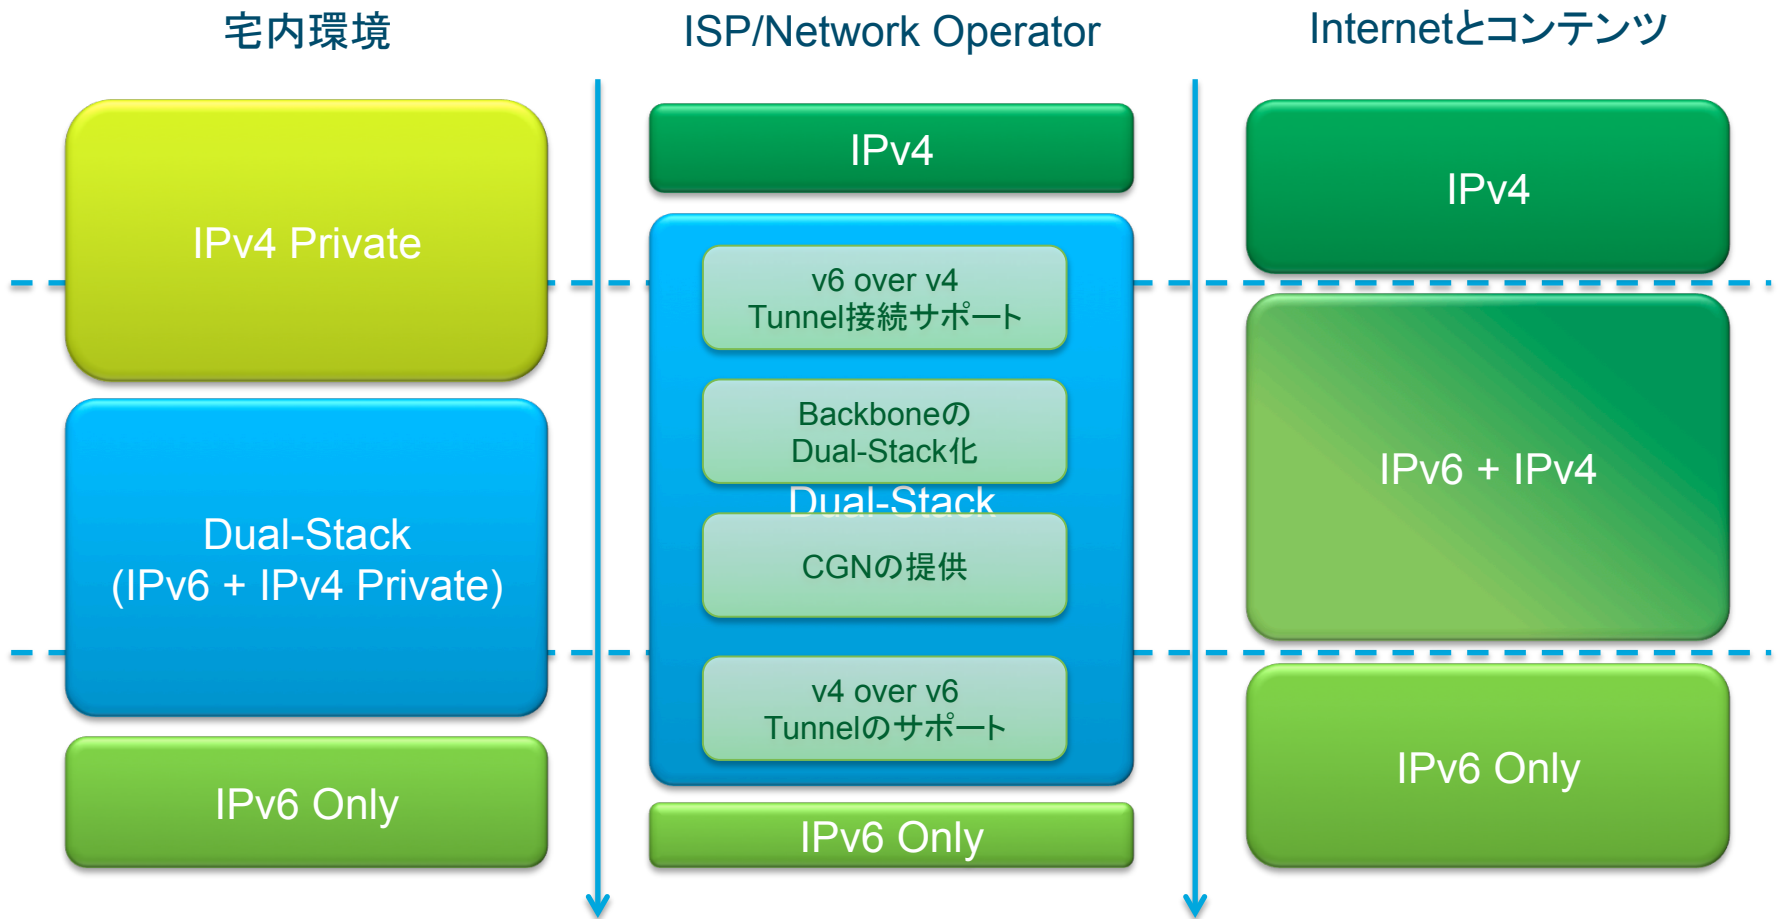 宅内環境
ISP/Network Operator
Internetとコンテンツ
IPv4 Private
Dual-Stack
(IPv6 + IPv4 Private)
IPv6 Only
IPv4
v6 over v4
Tunnel接続サポート
Backboneの
Dual-Stack化
Dual-Stack
CGNの提供
v4 over v6
Tunnelのサポート
IPv6 Only
IPv4
IPv6 + IPv4
IPv6 Only